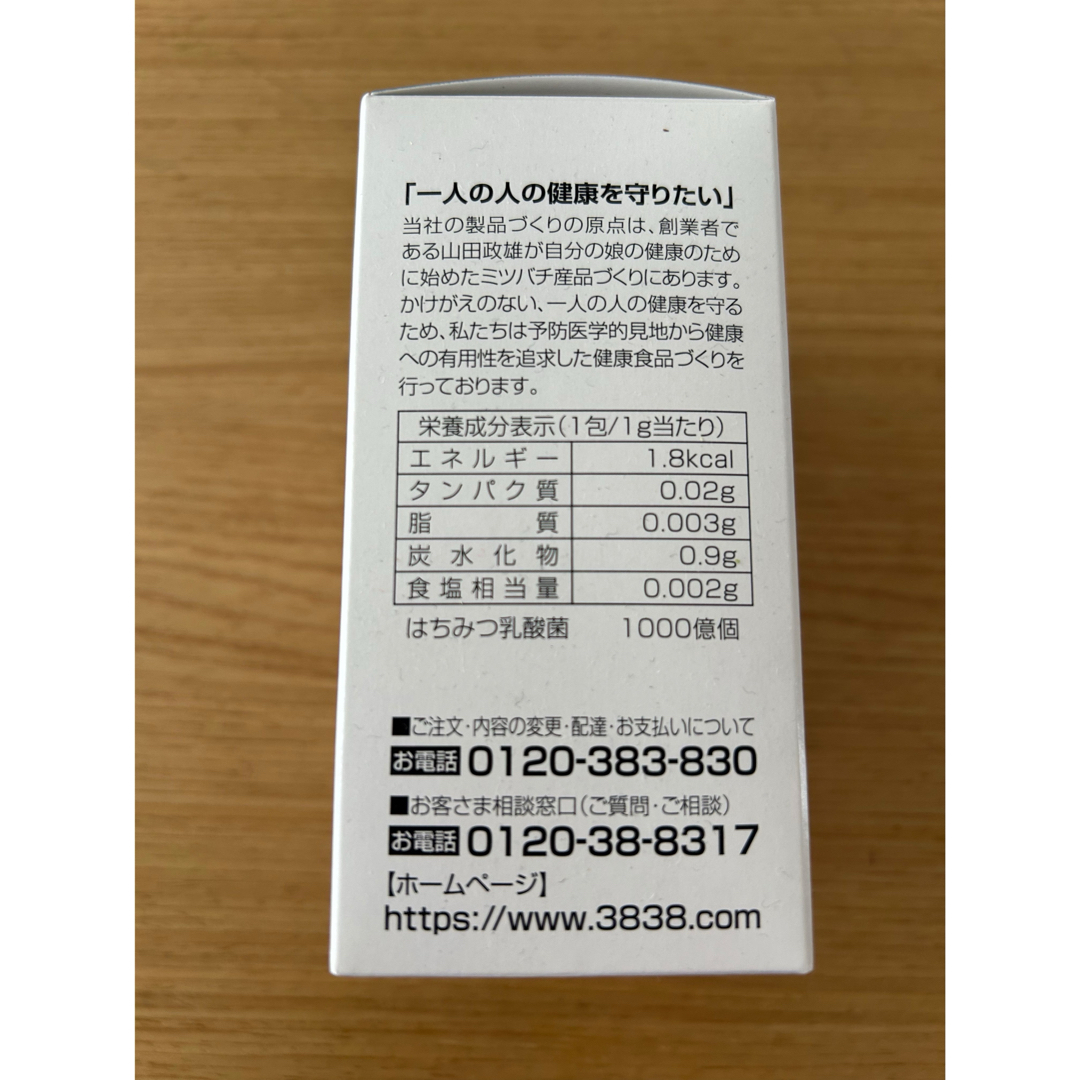 「一人の人の健康を守りたい」
当社の製品づくりの原点は、創業者で
ある山田政雄が自分の娘の健康のため
に始めたミツバチ産品づくりにあります。
かけがえのない、一人の人の健康を守る
ため、私たちは予防医学的見地から健康
への有用性を追求した健康食品づくりを
行っております。
栄養成分表示(1包/1g当たり)
エネルギー 1.8kcal
タンパク質 0.02g
脂質 0.003g
炭水化物 0.9g
食塩相当量 0.002g
はちみつ乳酸菌 1000億個
■ご注文・内容の変更・配達・お支払いについて
お電話 0120-383-830
■お客さま相談窓口(ご質問・ご相談)
お電話 0120-38-8317
【ホームページ】
https://www.3838.com